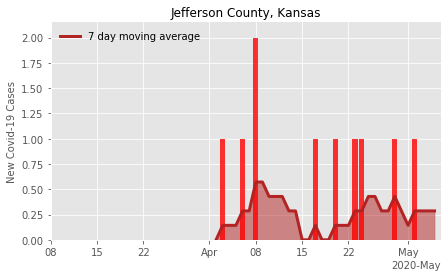 Jefferson County, Kansas
7 day moving average
New Covid-19 Cases
2.00
1.75
1.50
1.25
1.00
0.75
0.50
0.25
0.00
08 15 22 Apr 08 15 22 May
2020-May